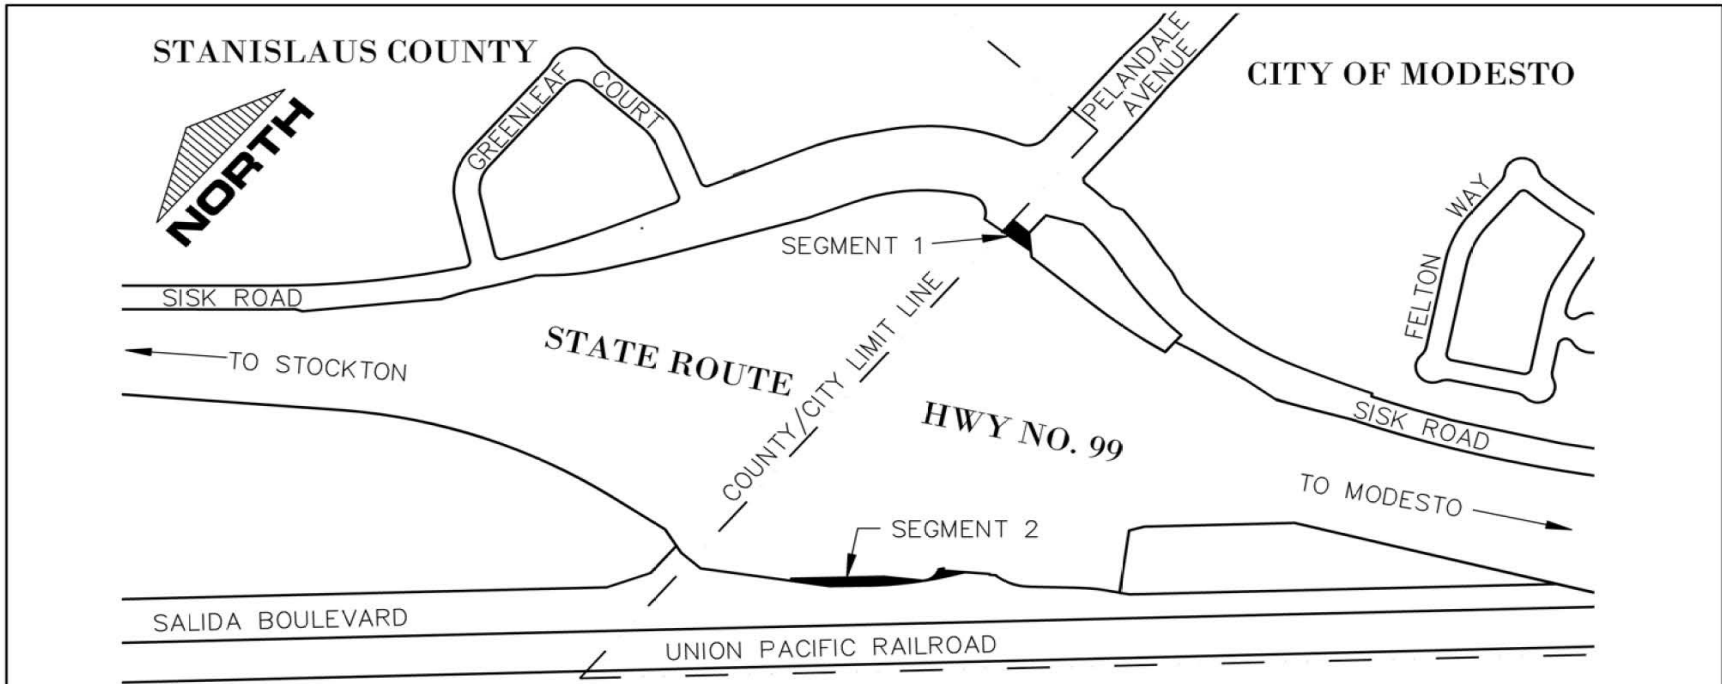 STANISLAUS COUNTY
CITY OF MODESTO
NORTH
GREENLEAF
COURT
PELANDALE
AVENUE
FELTON
WAY
SEGMENT 1
SISK ROAD
TO STOCKTON
STATE ROUTE
COUNTY/CITY LIMIT LINE
HWY NO. 99
SISK ROAD
TO MODESTO
SEGMENT 2
SALIDA BOULEVARD
UNION PACIFIC RAILROAD